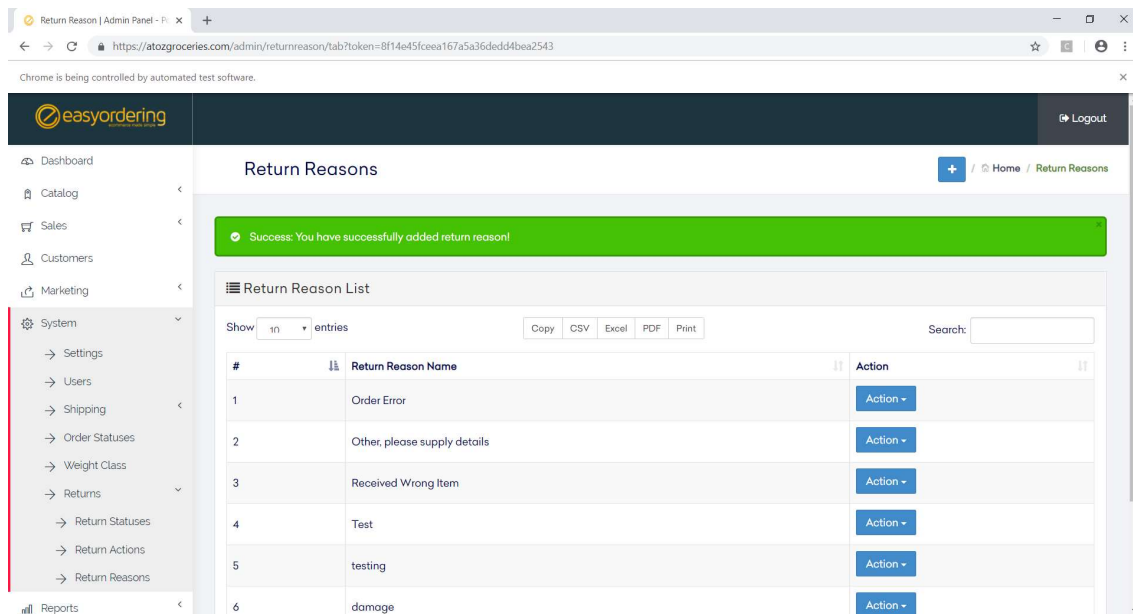 Return Reason | Admin Panel - P
https://atozgroceries.com/admin/returnreason/tab?token=8f14e45fceea167a5a36dedd4bea2543
Chrome is being controlled by automated test software.
easyordering
Logout
Dashboard
Catalog
Sales
Customers
Marketing
System
Settings
Users
Shipping
Order Statuses
Weight Class
Returns
Return Statuses
Return Actions
Return Reasons
Reports
Return Reasons
+ / Home / Return Reasons
Success: You have successfully added return reason!
Return Reason List
Show 10 entries
Copy CSV Excel PDF Print
Search:
# Return Reason Name Action
1 Order Error Action
2 Other, please supply details Action
3 Received Wrong Item Action
4 Test Action
5 testing Action
6 damage Action